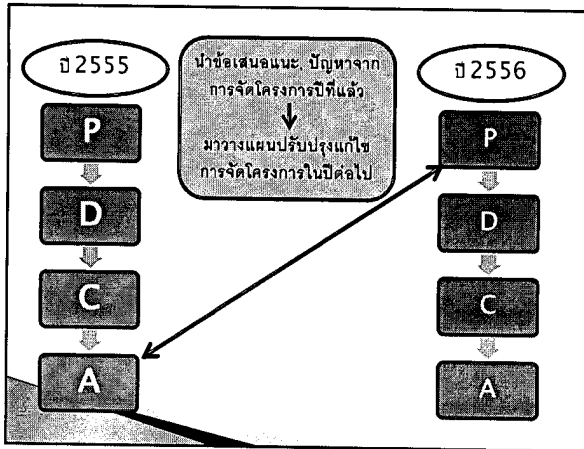 ปี 2555
P
D
C
A
นำข้อเสนอแนะ ปัญหาจาก
การจัดโครงการปีที่แล้ว
มาวางแผนปรับปรุงแก้ไข
การจัดโครงการในปีต่อไป
ปี 2556
P
D
C
A